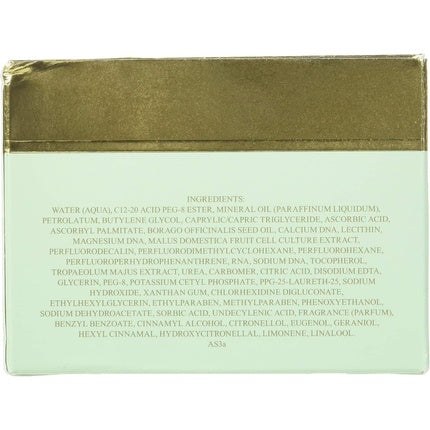 INGREDIENTS:
WATER (AQUA), C12-20 ACID PEG-8 ESTER, MINERAL OIL (PARAFFINUM LIQUIDUM),
PETROLATUM, BUTYLENE GLYCOL, CAPRYLIC/CAPRIC TRIGLYCERIDE, ASCORBIC ACID,
ASCORBYL PALMITATE, BORAGO OFFICINALIS SEED OIL, CALCIUM DNA, LECITHIN,
MAGNESIUM DNA, MALUS DOMESTICA FRUIT CELL CULTURE EXTRACT,
PERFLUORODECALIN, PERFLUORODIMETHYLCYCLOHEXANE, PERFLUOROHEXANE,
PERFLUOROPERHYDROPHENANTHRENE, RNA, SODIUM DNA, TOCOPHEROL,
TROPAEOLUM MAJUS EXTRACT, UREA, CARBOMER, CITRIC ACID, DISODIUM EDTA,
GLYCERIN, PEG-8, POTASSIUM CETYL PHOSPHATE, PPG-25-LAURETH-25, SODIUM
HYDROXIDE, XANTHAN GUM, CHLORHEXIDINE DIGLUCONATE,
ETHYLHEXYLGLYCERIN, ETHYLPARABEN, METHYLPARABEN, PHENOXYETHANOL,
SODIUM DEHYDROACETATE, SORBIC ACID, UNDECYLENIC ACID, FRAGRANCE (PARFUM),
BENZYL BENZOATE, CINNAMYL ALCOHOL, CITRONELLOL, EUGENOL, GERANIOL,
HEXYL CINNAMAL, HYDROXYCITRONELLAL, LIMONENE, LINALOOL.
AS3a